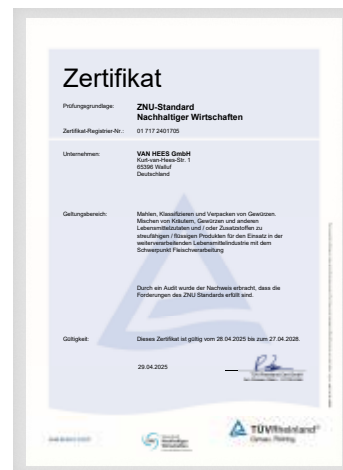 Zertifikat
Prüfungsgrundlage: ZNU-Standard
Nachhaltiger Wirtschaften
Zertifikat-Registrier-Nr.: 01 717 2401705
Unternehmen: VAN HEES GmbH
Kurt-van-Hees-Str. 1
65396 Walluf
Deutschland
Geltungsbereich: Mahlen, Klassifizieren und Verpacken von Gewürzen.
Mischen von Kräutern, Gewürzen und anderen
Lebensmittelzutaten und / oder Zusatzstoffen zu
streufähigen / flüssigen Produkten für den Einsatz in der
weiterverarbeitenden Lebensmittelindustrie mit dem
Schwerpunkt Fleischverarbeitung
Durch ein Audit wurde der Nachweis erbracht, dass die
Forderungen des ZNU Standards erfüllt sind.
Gültigkeit: Dieses Zertifikat ist gültig vom 28.04.2025 bis zum 27.04.2028.
29.04.2025
TÜVRheinland
Genau. Richtig.